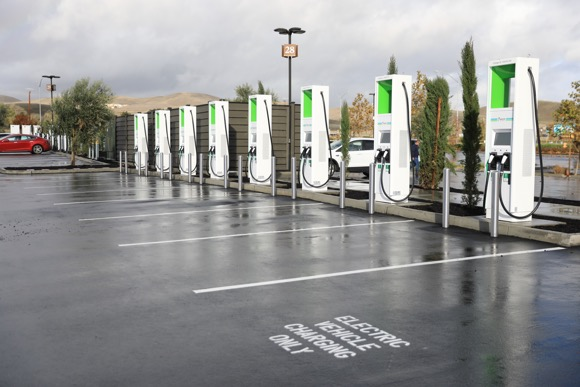 28
ELECTRIC
VEHICLE
CHARGING
ONLY